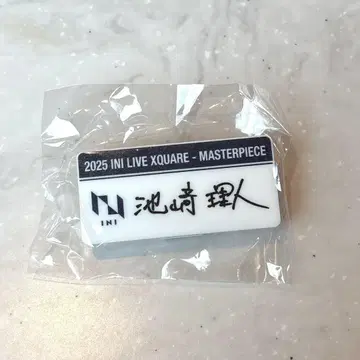 2025 INI LIVE XQUARE - MASTERPIECE
INI 池﨑 理人